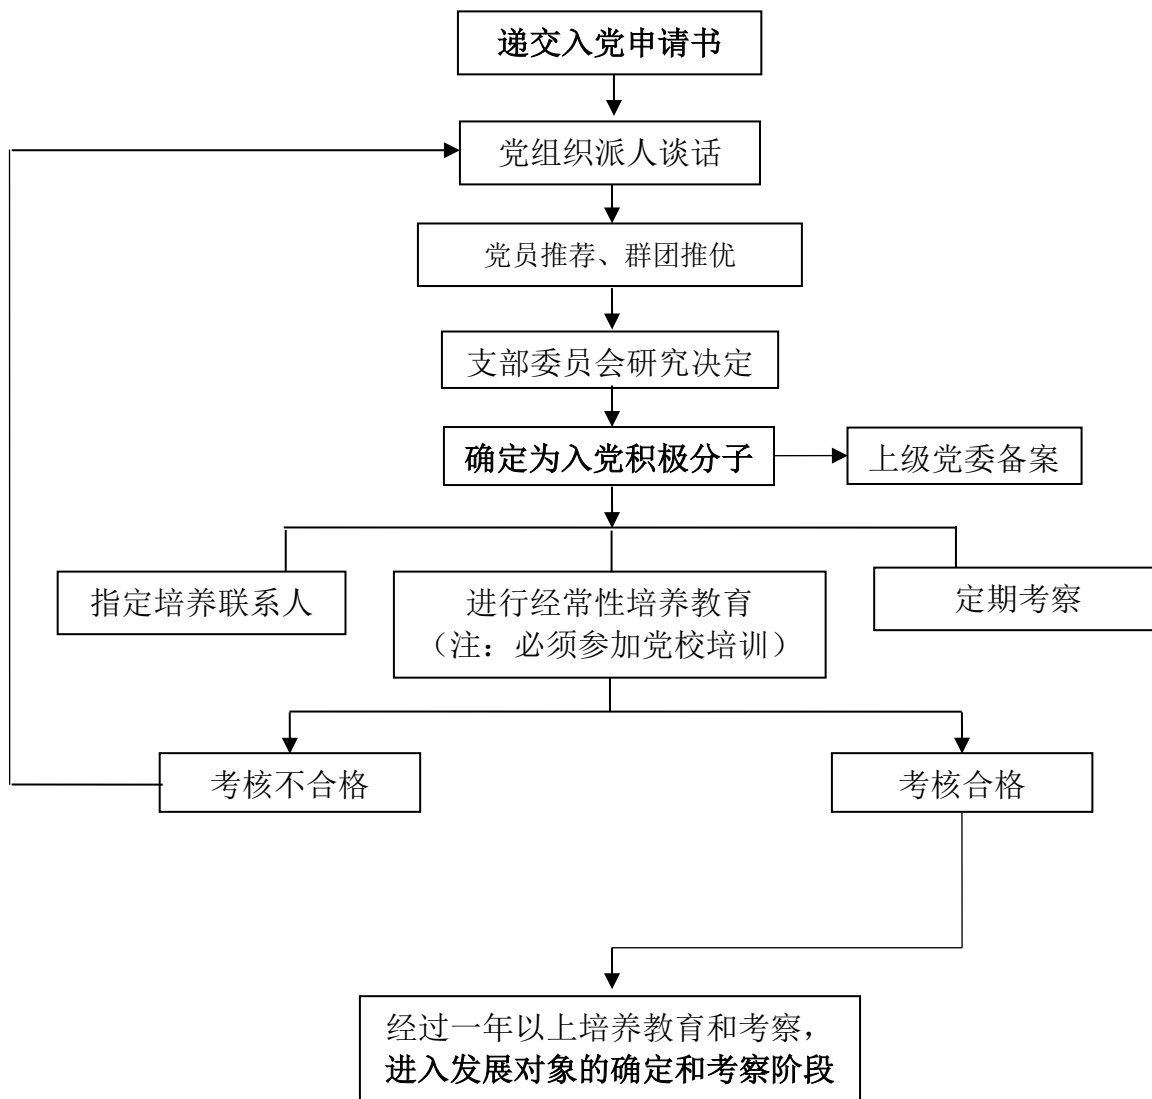 递交入党申请书
党组织派人谈话
党员推荐、群团推优
支部委员会研究决定
确定为入党积极分子
上级党委备案
指定培养联系人
进行经常性培养教育
（注：必须参加党校培训）
定期考察
考核不合格
考核合格
经过一年以上培养教育和考察，
进入发展对象的确定和考察阶段